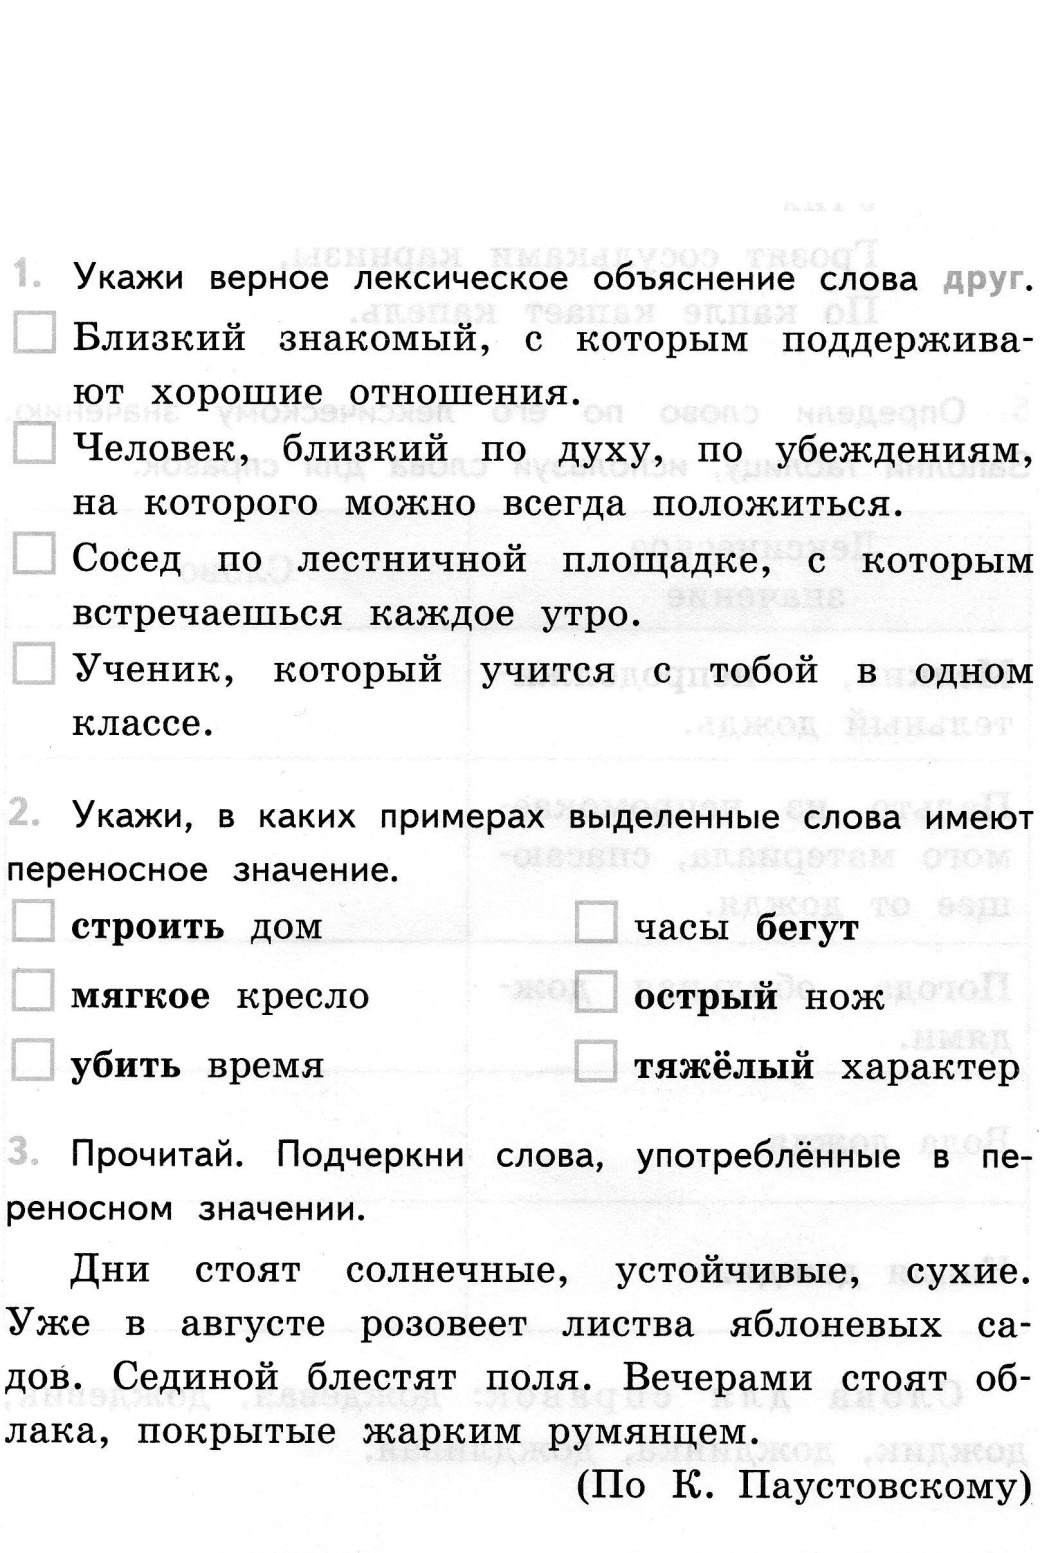 1. Укажи верное лексическое объяснение слова друг.
Близкий знакомый, с которым поддержива-
ют хорошие отношения.
Человек, близкий по духу, по убеждениям,
на которого можно всегда положиться.
Сосед по лестничной площадке, с которым
встречаешься каждое утро.
Ученик, который учится с тобой в одном
классе.
2. Укажи, в каких примерах выделенные слова имеют
переносное значение.
строить дом
часы бегут
мягкое кресло
острый нож
убить время
тяжёлый характер
3. Прочитай. Подчеркни слова, употреблённые в пе-
реносном значении.
Дни стоят солнечные, устойчивые, сухие.
Уже в августе розовеет листва яблоневых са-
дов. Сединой блестят поля. Вечерами стоят об-
лака, покрытые жарким румянцем.
(По К. Паустовскому)